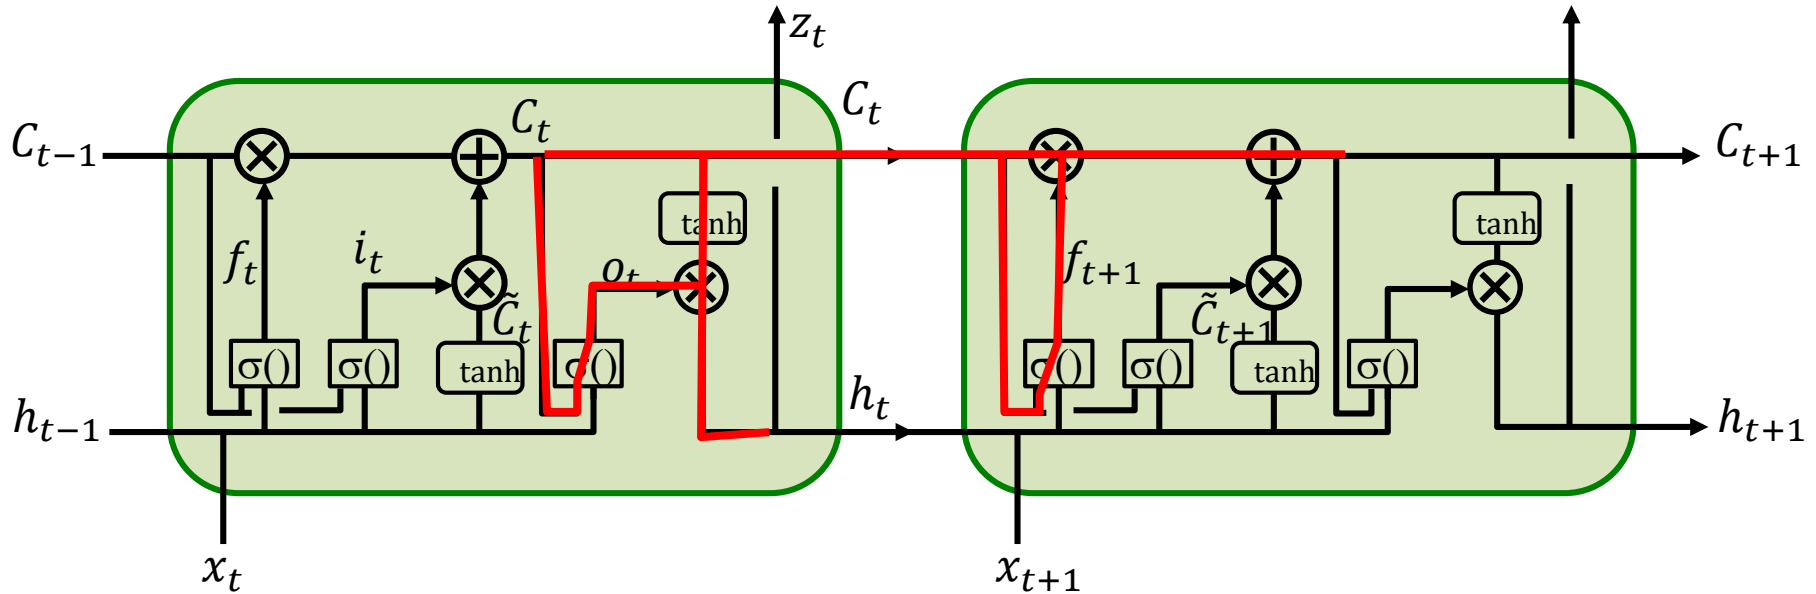 z_t
C_{t-1}
C_t
C_t
C_{t+1}
tanh
tanh
f_t
i_t
o_t
f_{t+1}
C̃_t
C̃_{t+1}
σ()
σ()
tanh
σ()
σ()
σ()
tanh
σ()
h_{t-1}
h_t
h_{t+1}
x_t
x_{t+1}